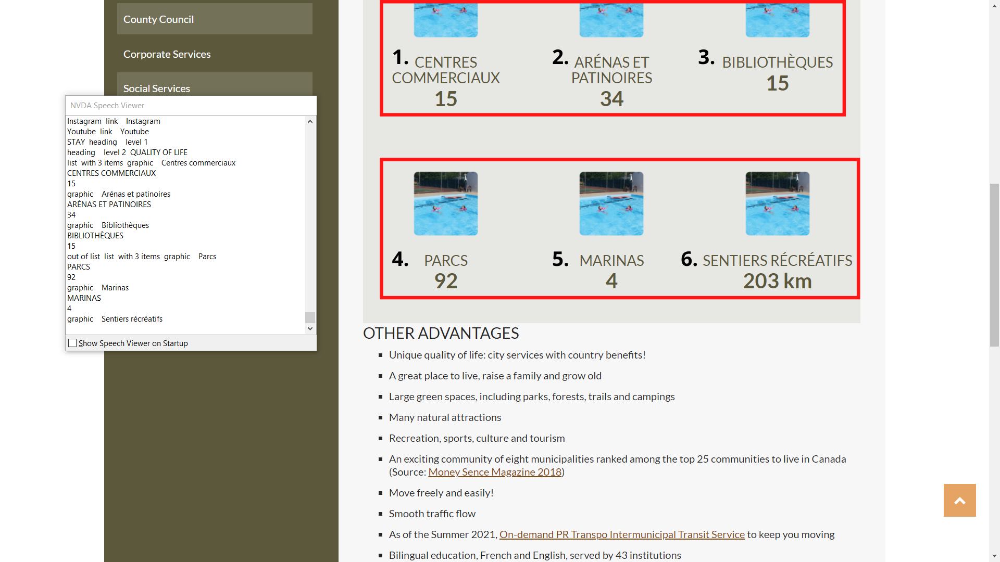 County Council
Corporate Services
Social Services
NVDA Speech Viewer
Instagram link Instagram
Youtube link Youtube
STAY heading level 1
heading level 2 QUALITY OF LIFE
list with 3 items graphic Centres commerciaux
CENTRES COMMERCIAUX
15
graphic Arénas et patinoires
ARÉNAS ET PATINOIRES
34
graphic Bibliothèques
BIBLIOTHÈQUES
15
out of list list with 3 items graphic Parcs
PARCS
92
graphic Marinas
MARINAS
4
graphic Sentiers récréatifs
Show Speech Viewer on Startup
1. CENTRES
COMMERCIAUX
15
2. ARÉNAS ET
PATINOIRES
34
3. BIBLIOTHÈQUES
15
4. PARCS
92
5. MARINAS
4
6. SENTIERS RÉCRÉATIFS
203 km
OTHER ADVANTAGES
Unique quality of life: city services with country benefits!
A great place to live, raise a family and grow old
Large green spaces, including parks, forests, trails and campings
Many natural attractions
Recreation, sports, culture and tourism
An exciting community of eight municipalities ranked among the top 25 communities to live in Canada
(Source: Money Sence Magazine 2018)
Move freely and easily!
Smooth traffic flow
As of the Summer 2021, On-demand PR Transpo Intermunicipal Transit Service to keep you moving
Bilingual education, French and English, served by 43 institutions